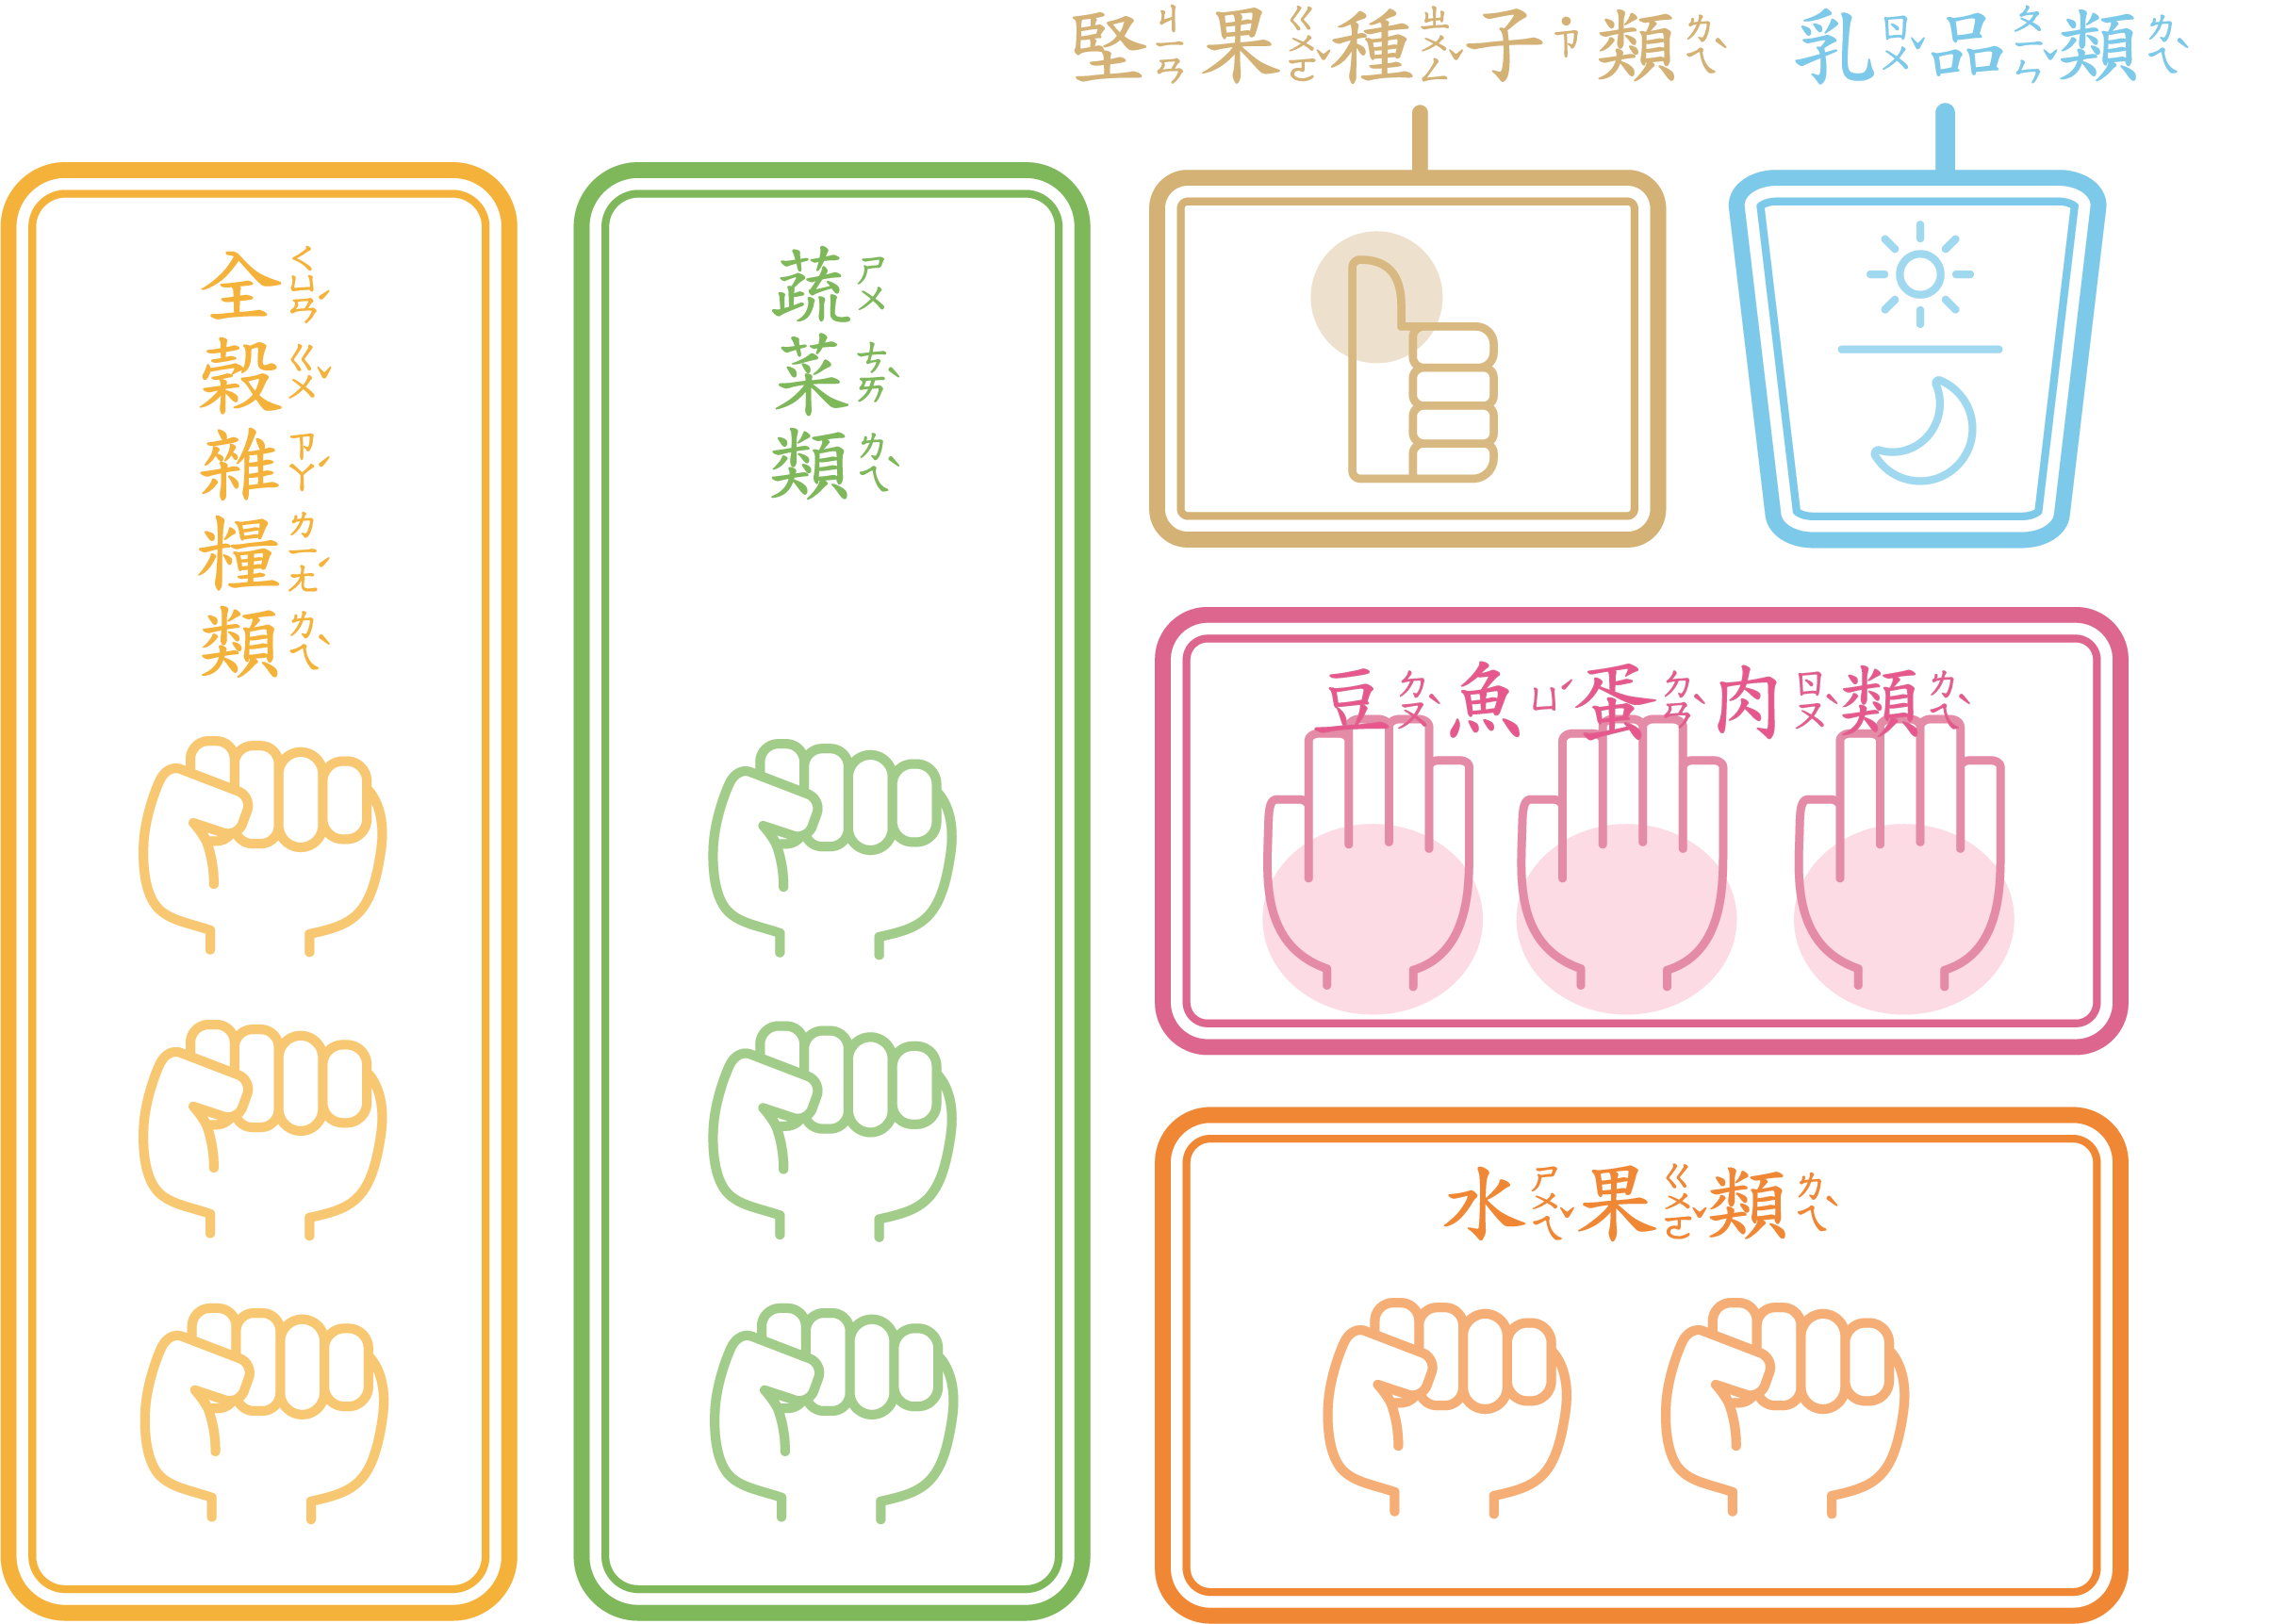 堅ㄐㄧㄢ果ㄍㄨㄛˇ種ㄓㄨㄥˇ子ㄗˇ類ㄌㄟˋ
乳ㄖㄨˇ品ㄆㄧㄣˇ類ㄌㄟˋ
全ㄑㄩㄢˊ穀ㄍㄨˇ雜ㄗㄚˊ糧ㄌㄧㄤˊ類ㄌㄟˋ
蔬ㄕㄨ菜ㄘㄞˋ類ㄌㄟˋ
豆ㄉㄡˋ魚ㄩˊ蛋ㄉㄢˋ肉ㄖㄡˋ類ㄌㄟˋ
水ㄕㄨㄟˇ果ㄍㄨㄛˇ類ㄌㄟˋ